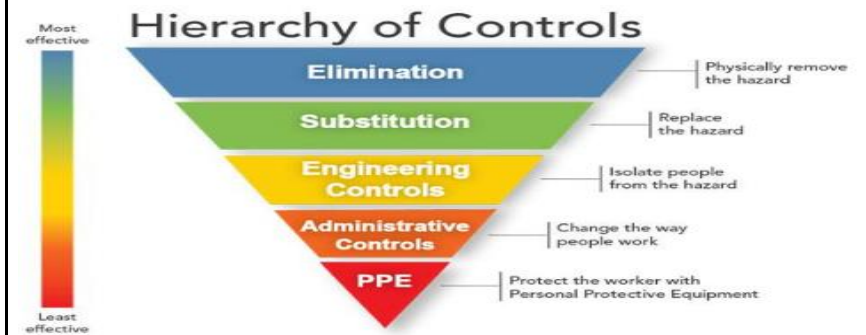 Hierarchy of Controls
Most
effective
Elimination
Physically remove
the hazard
Substitution
Replace
the hazard
Engineering
Controls
Isolate people
from the hazard
Administrative
Controls
Change the way
people work
PPE
Protect the worker with
Personal Protective Equipment
Least
effective